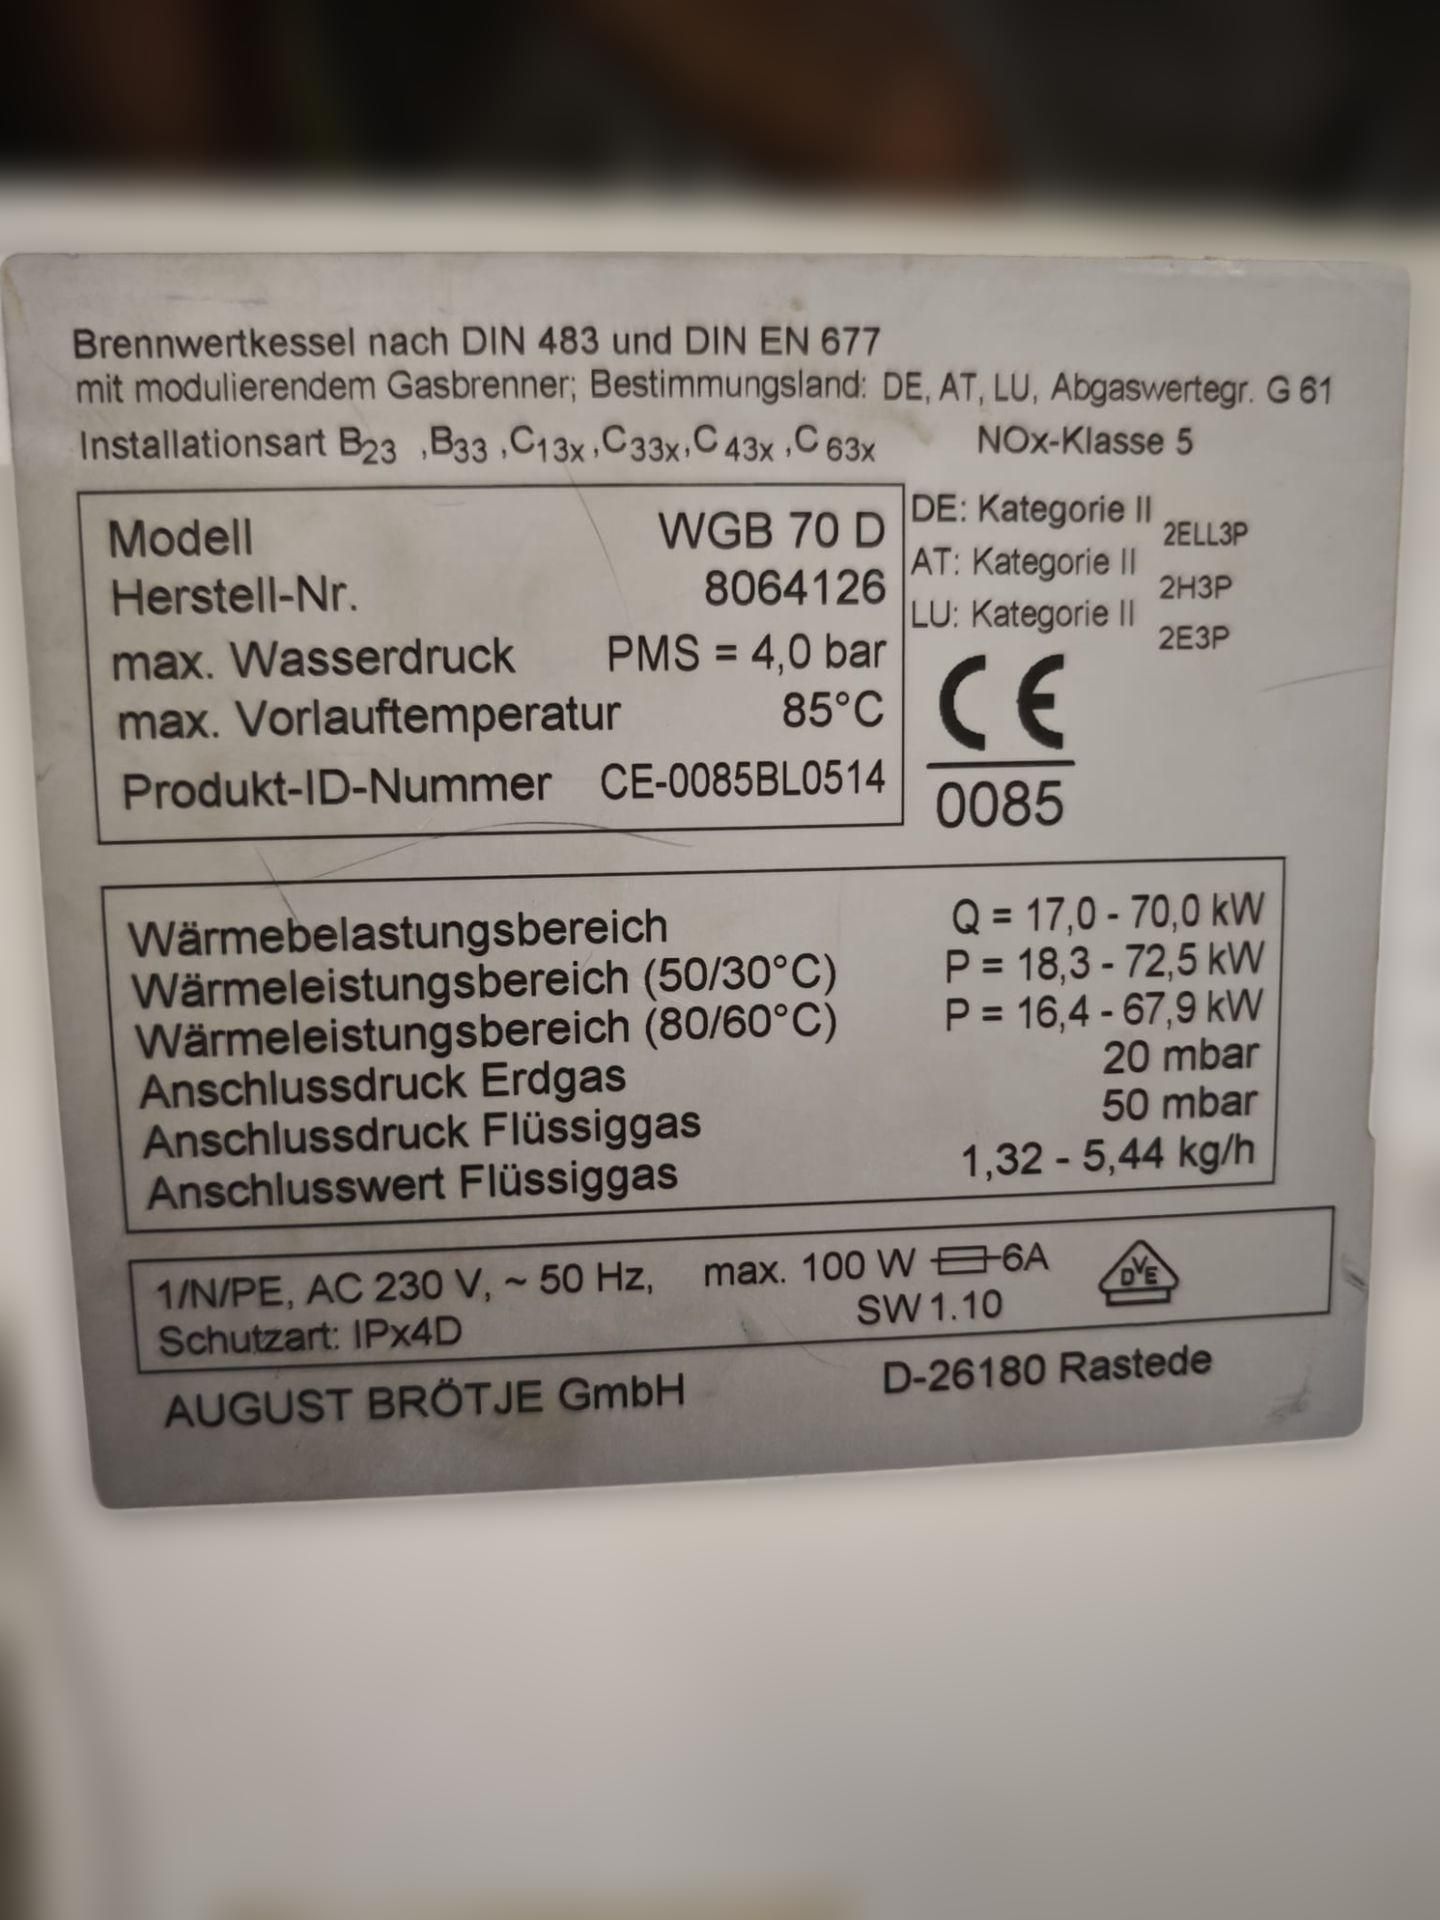 Brennwertkessel nach DIN 483 und DIN EN 677
mit modulierendem Gasbrenner; Bestimmungsland: DE, AT, LU, Abgaswertegr. G 61
Installationsart B23 ,B33 ,C13x,C33x,C 43x ,C 63x NOx-Klasse 5
Modell WGB 70 D
Herstell-Nr. 8064126
max. Wasserdruck PMS = 4,0 bar
max. Vorlauftemperatur 85°C
Produkt-ID-Nummer CE-0085BL0514
DE: Kategorie II 2ELL3P
AT: Kategorie II 2H3P
LU: Kategorie II 2E3P
CE
0085
Wärmebelastungsbereich Q = 17,0 - 70,0 kW
Wärmeleistungsbereich (50/30°C) P = 18,3 - 72,5 kW
Wärmeleistungsbereich (80/60°C) P = 16,4 - 67,9 kW
Anschlussdruck Erdgas 20 mbar
Anschlussdruck Flüssiggas 50 mbar
Anschlusswert Flüssiggas 1,32 - 5,44 kg/h
1/N/PE, AC 230 V, ~ 50 Hz, max. 100 W 6A
Schutzart: IPx4D SW 1.10
DVE
AUGUST BRÖTJE GmbH D-26180 Rastede